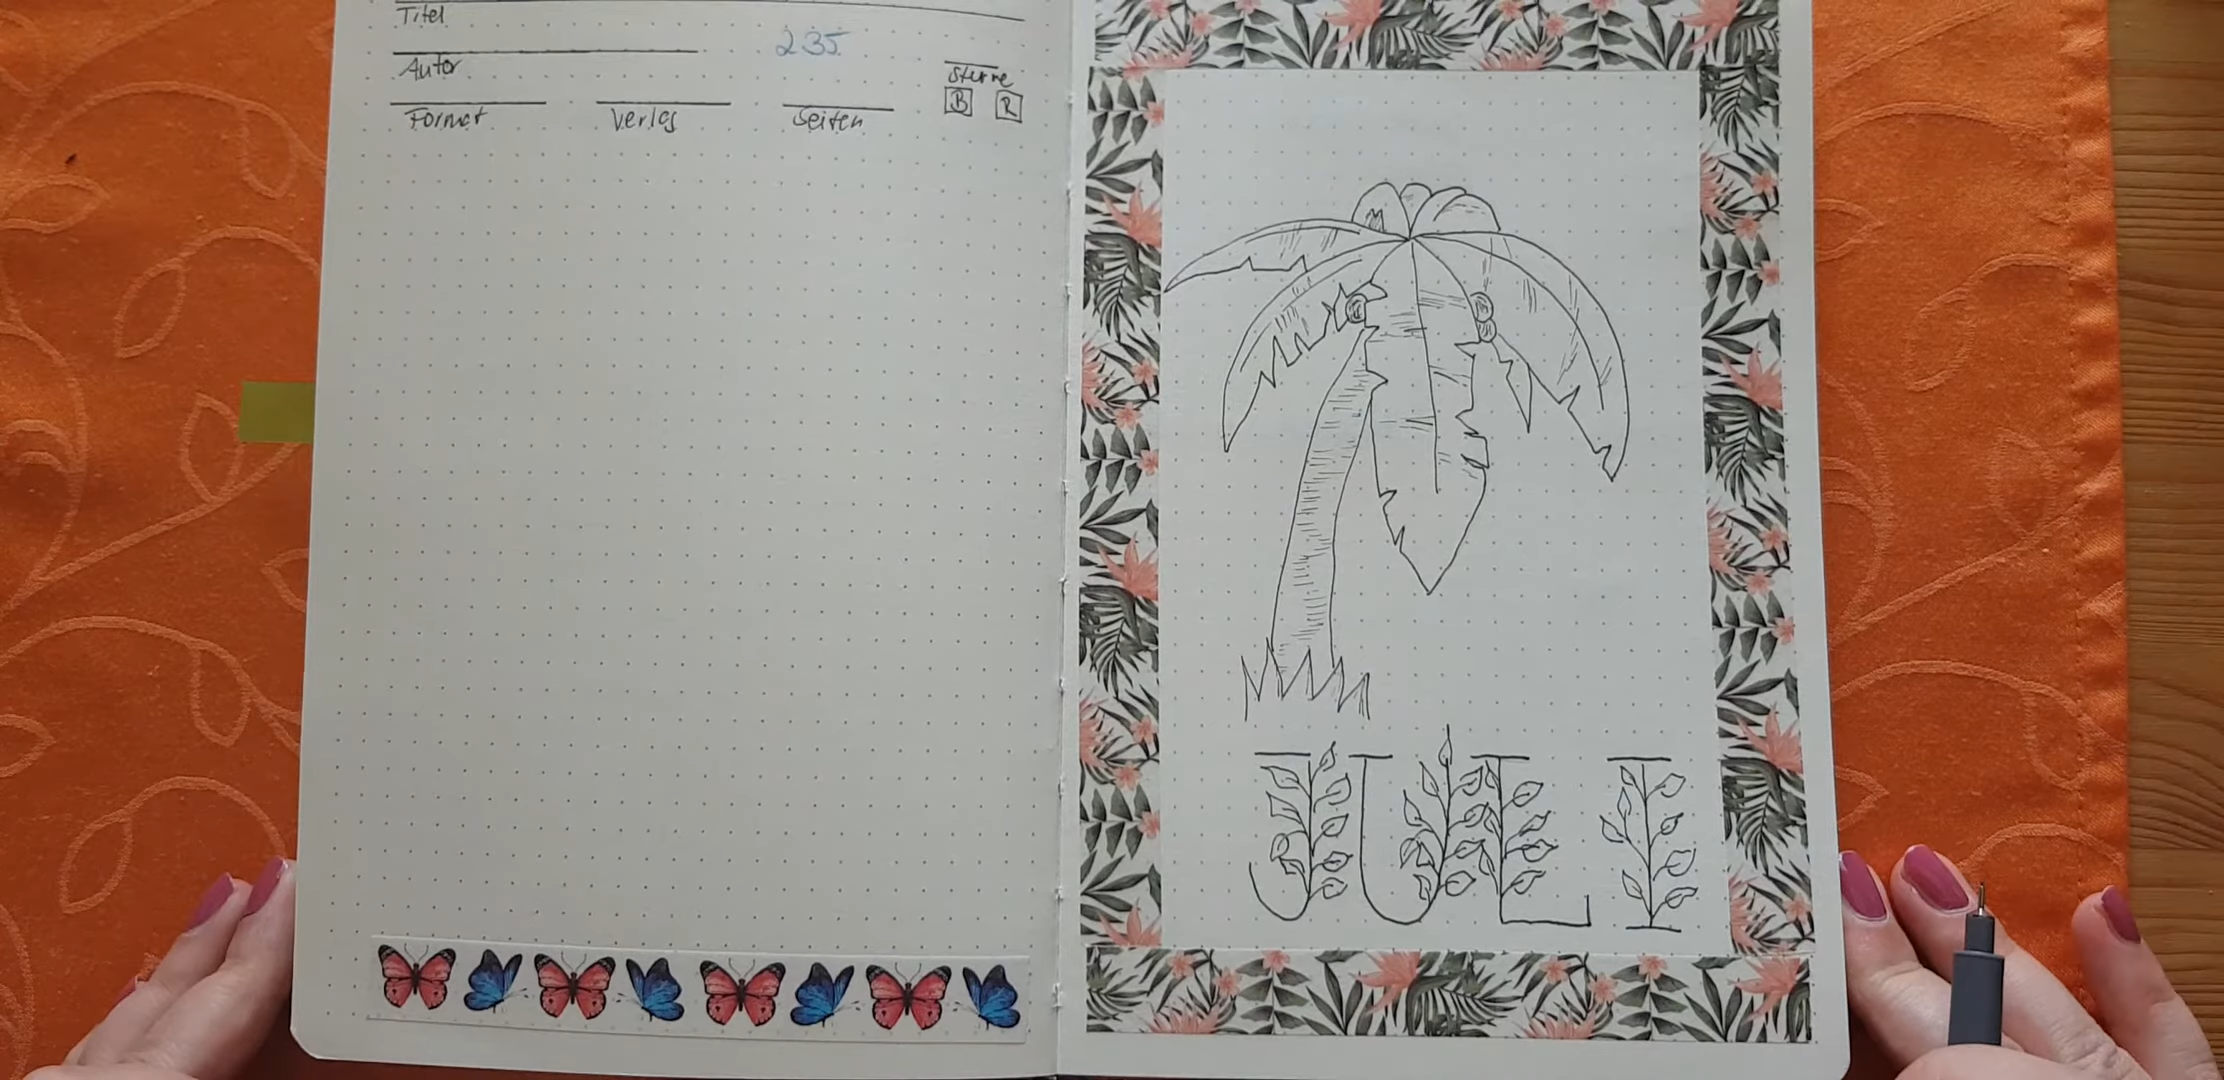 Titel
235
Autor
Sterne
B R
Format Verlag Seiten
JULI